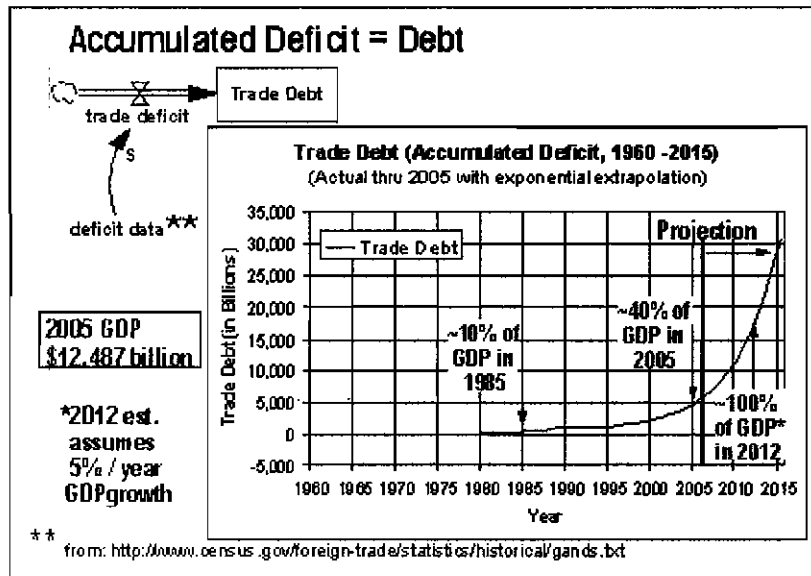 Accumulated Deficit = Debt
Trade Debt
trade deficit
S
deficit data**
Trade Debt (Accumulated Deficit, 1960 -2015)
(Actual thru 2005 with exponential extrapolation)
35,000
30,000
25,000
20,000
15,000
10,000
5,000
0
-5,000
Trade Debt (in Billions)
Trade Debt
Projection
~10% of
GDP in
1985
~40% of
GDP in
2005
~100%
of GDP*
in 2012
1960 1965 1970 1975 1980 1985 1990 1995 2000 2005 2010 2015
Year
2005 GDP
$12,487 billion
*2012 est.
assumes
5% / year
GDP growth
** from: http://www.census.gov/foreign-trade/statistics/historical/gands.txt